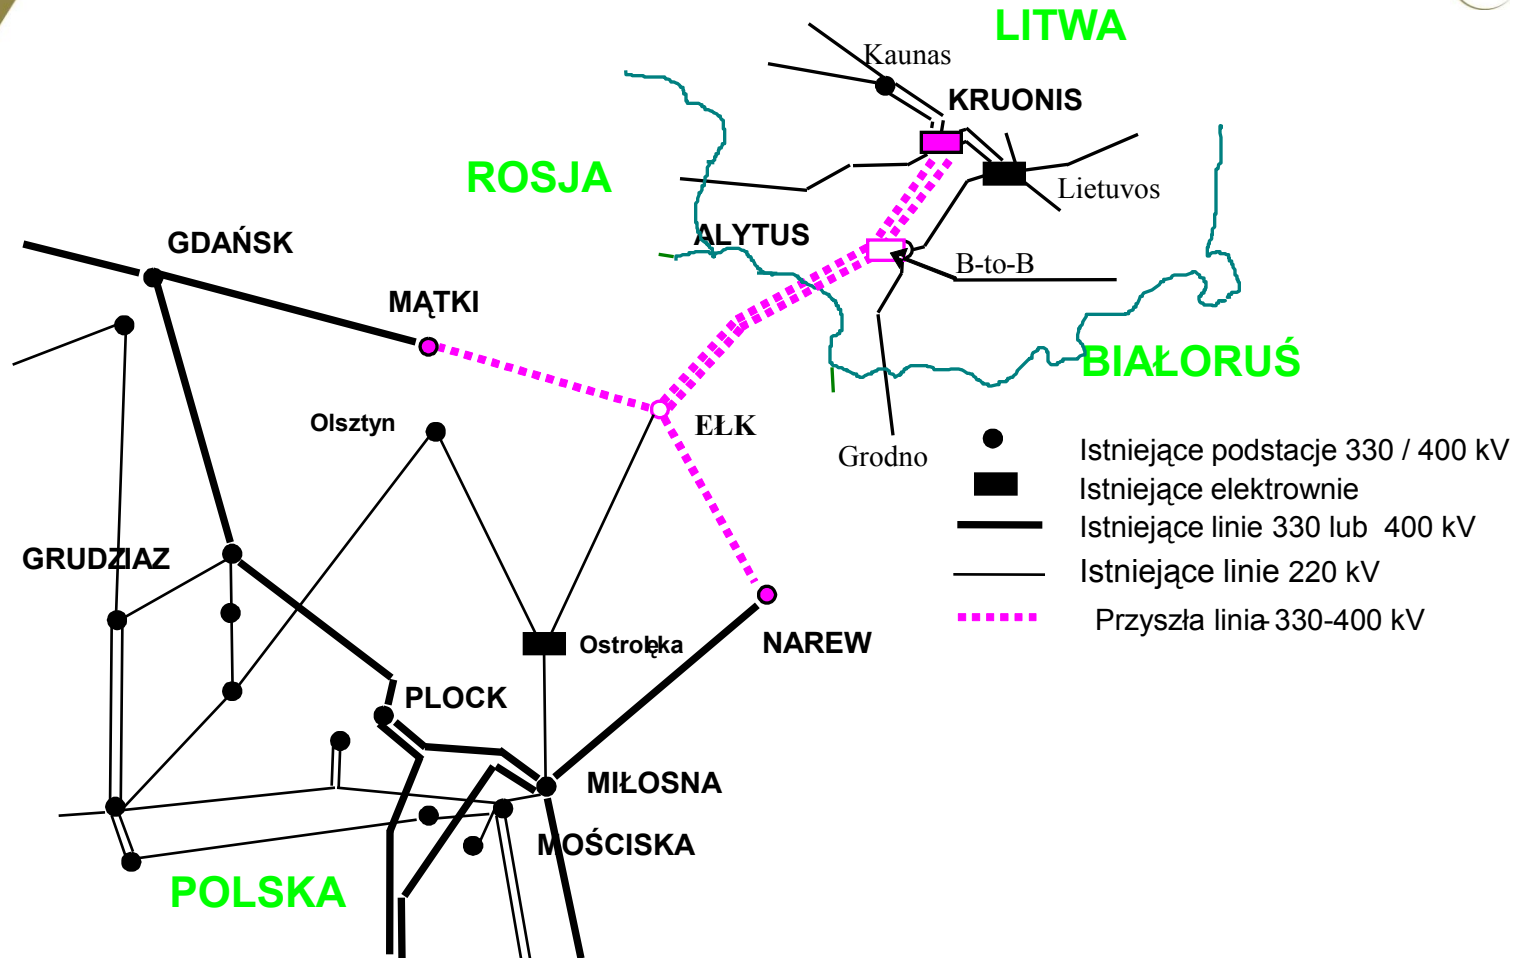 LITWA
Kaunas
KRUONIS
ROSJA
Lietuvos
ALYTUS
GDAŃSK
B-to-B
MĄTKI
BIAŁORUŚ
Olsztyn
EŁK
Grodno
Istniejące podstacje 330 / 400 kV
Istniejące elektrownie
Istniejące linie 330 lub 400 kV
GRUDZIAZ
Istniejące linie 220 kV
Przyszła linia - 330-400 kV
Ostrołęka
NAREW
PLOCK
MIŁOSNA
MOŚCISKA
POLSKA